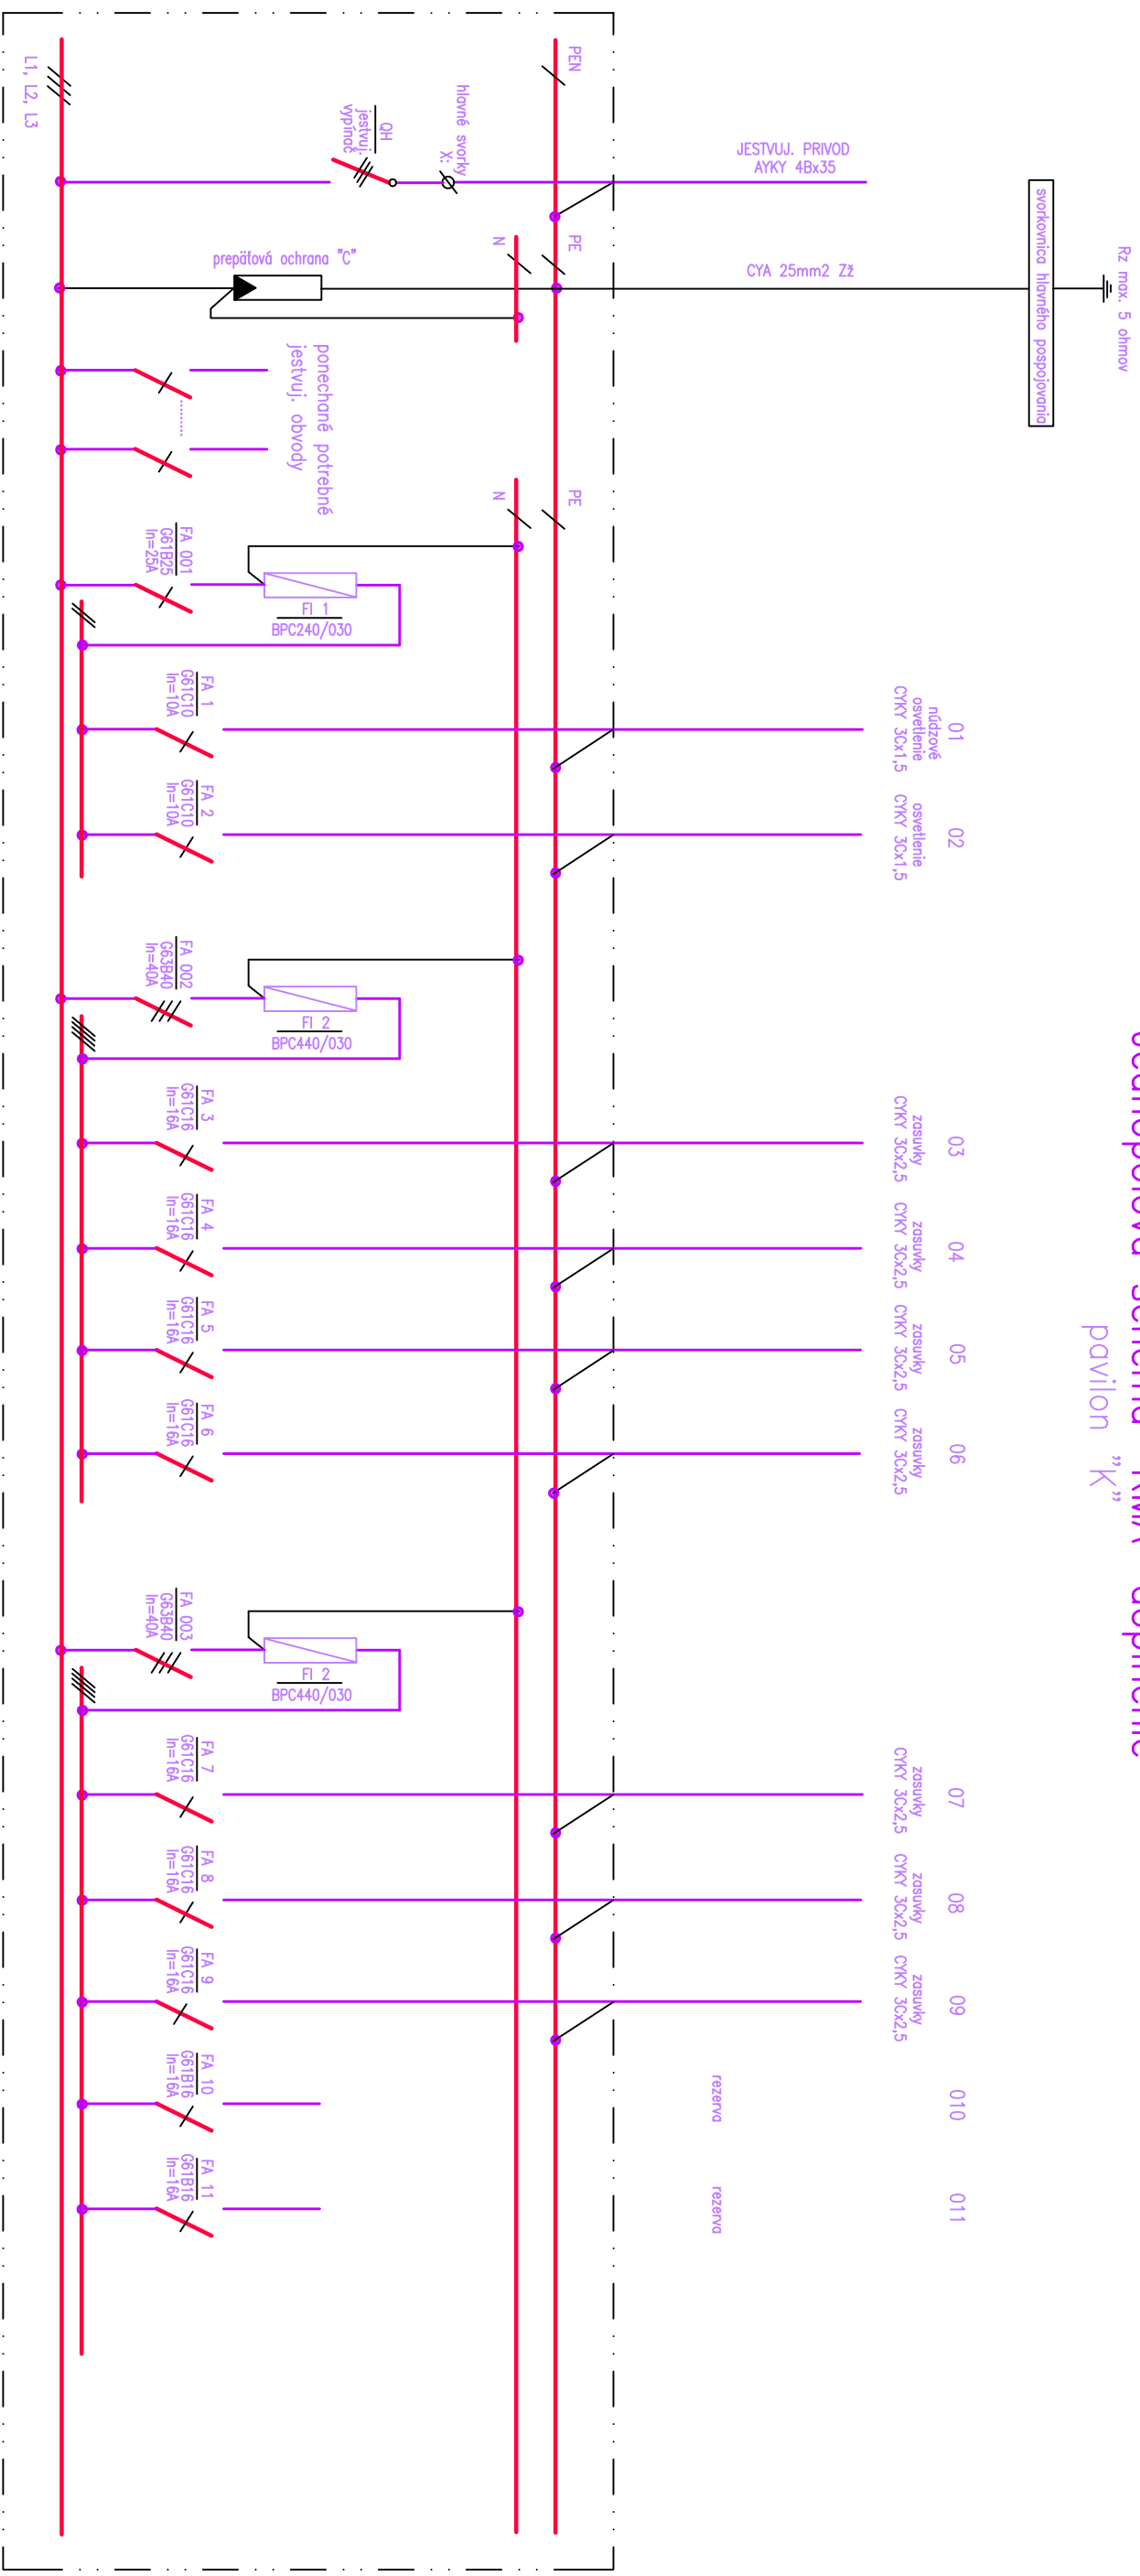 Rz max. 5 ohmov
svorkovnica hlavného pospojovania
pavilon "K"
JESTVUJ. PRIVOD
AYKY 4Bx35
CYA 25mm2 Zž
01
núdzové
osvetlenie
CYKY 3Cx1,5
02
osvetlenie
CYKY 3Cx1,5
03
zasuvky
CYKY 3Cx2,5
04
zasuvky
CYKY 3Cx2,5
05
zasuvky
CYKY 3Cx2,5
06
zasuvky
CYKY 3Cx2,5
07
zasuvky
CYKY 3Cx2,5
08
zasuvky
CYKY 3Cx2,5
09
zasuvky
CYKY 3Cx2,5
010
rezerva
011
rezerva
PEN
PE
N
PE
N
hlavné svorky
X:
QH
jestvuj.
vypínač
prepäťová ochrana "C"
ponechané potrebné
jestvuj. obvody
FI 1
BPC240/030
FI 2
BPC440/030
FI 2
BPC440/030
FA 001
G61B25
In=25A
FA 1
G61C10
In=10A
FA 2
G61C10
In=10A
FA 002
G63B40
In=40A
FA 3
G61C16
In=16A
FA 4
G61C16
In=16A
FA 5
G61C16
In=16A
FA 6
G61C16
In=16A
FA 003
G63B40
In=40A
FA 7
G61C16
In=16A
FA 8
G61C16
In=16A
FA 9
G61C16
In=16A
FA 10
G61B16
In=16A
FA 11
G61B16
In=16A
L1, L2, L3